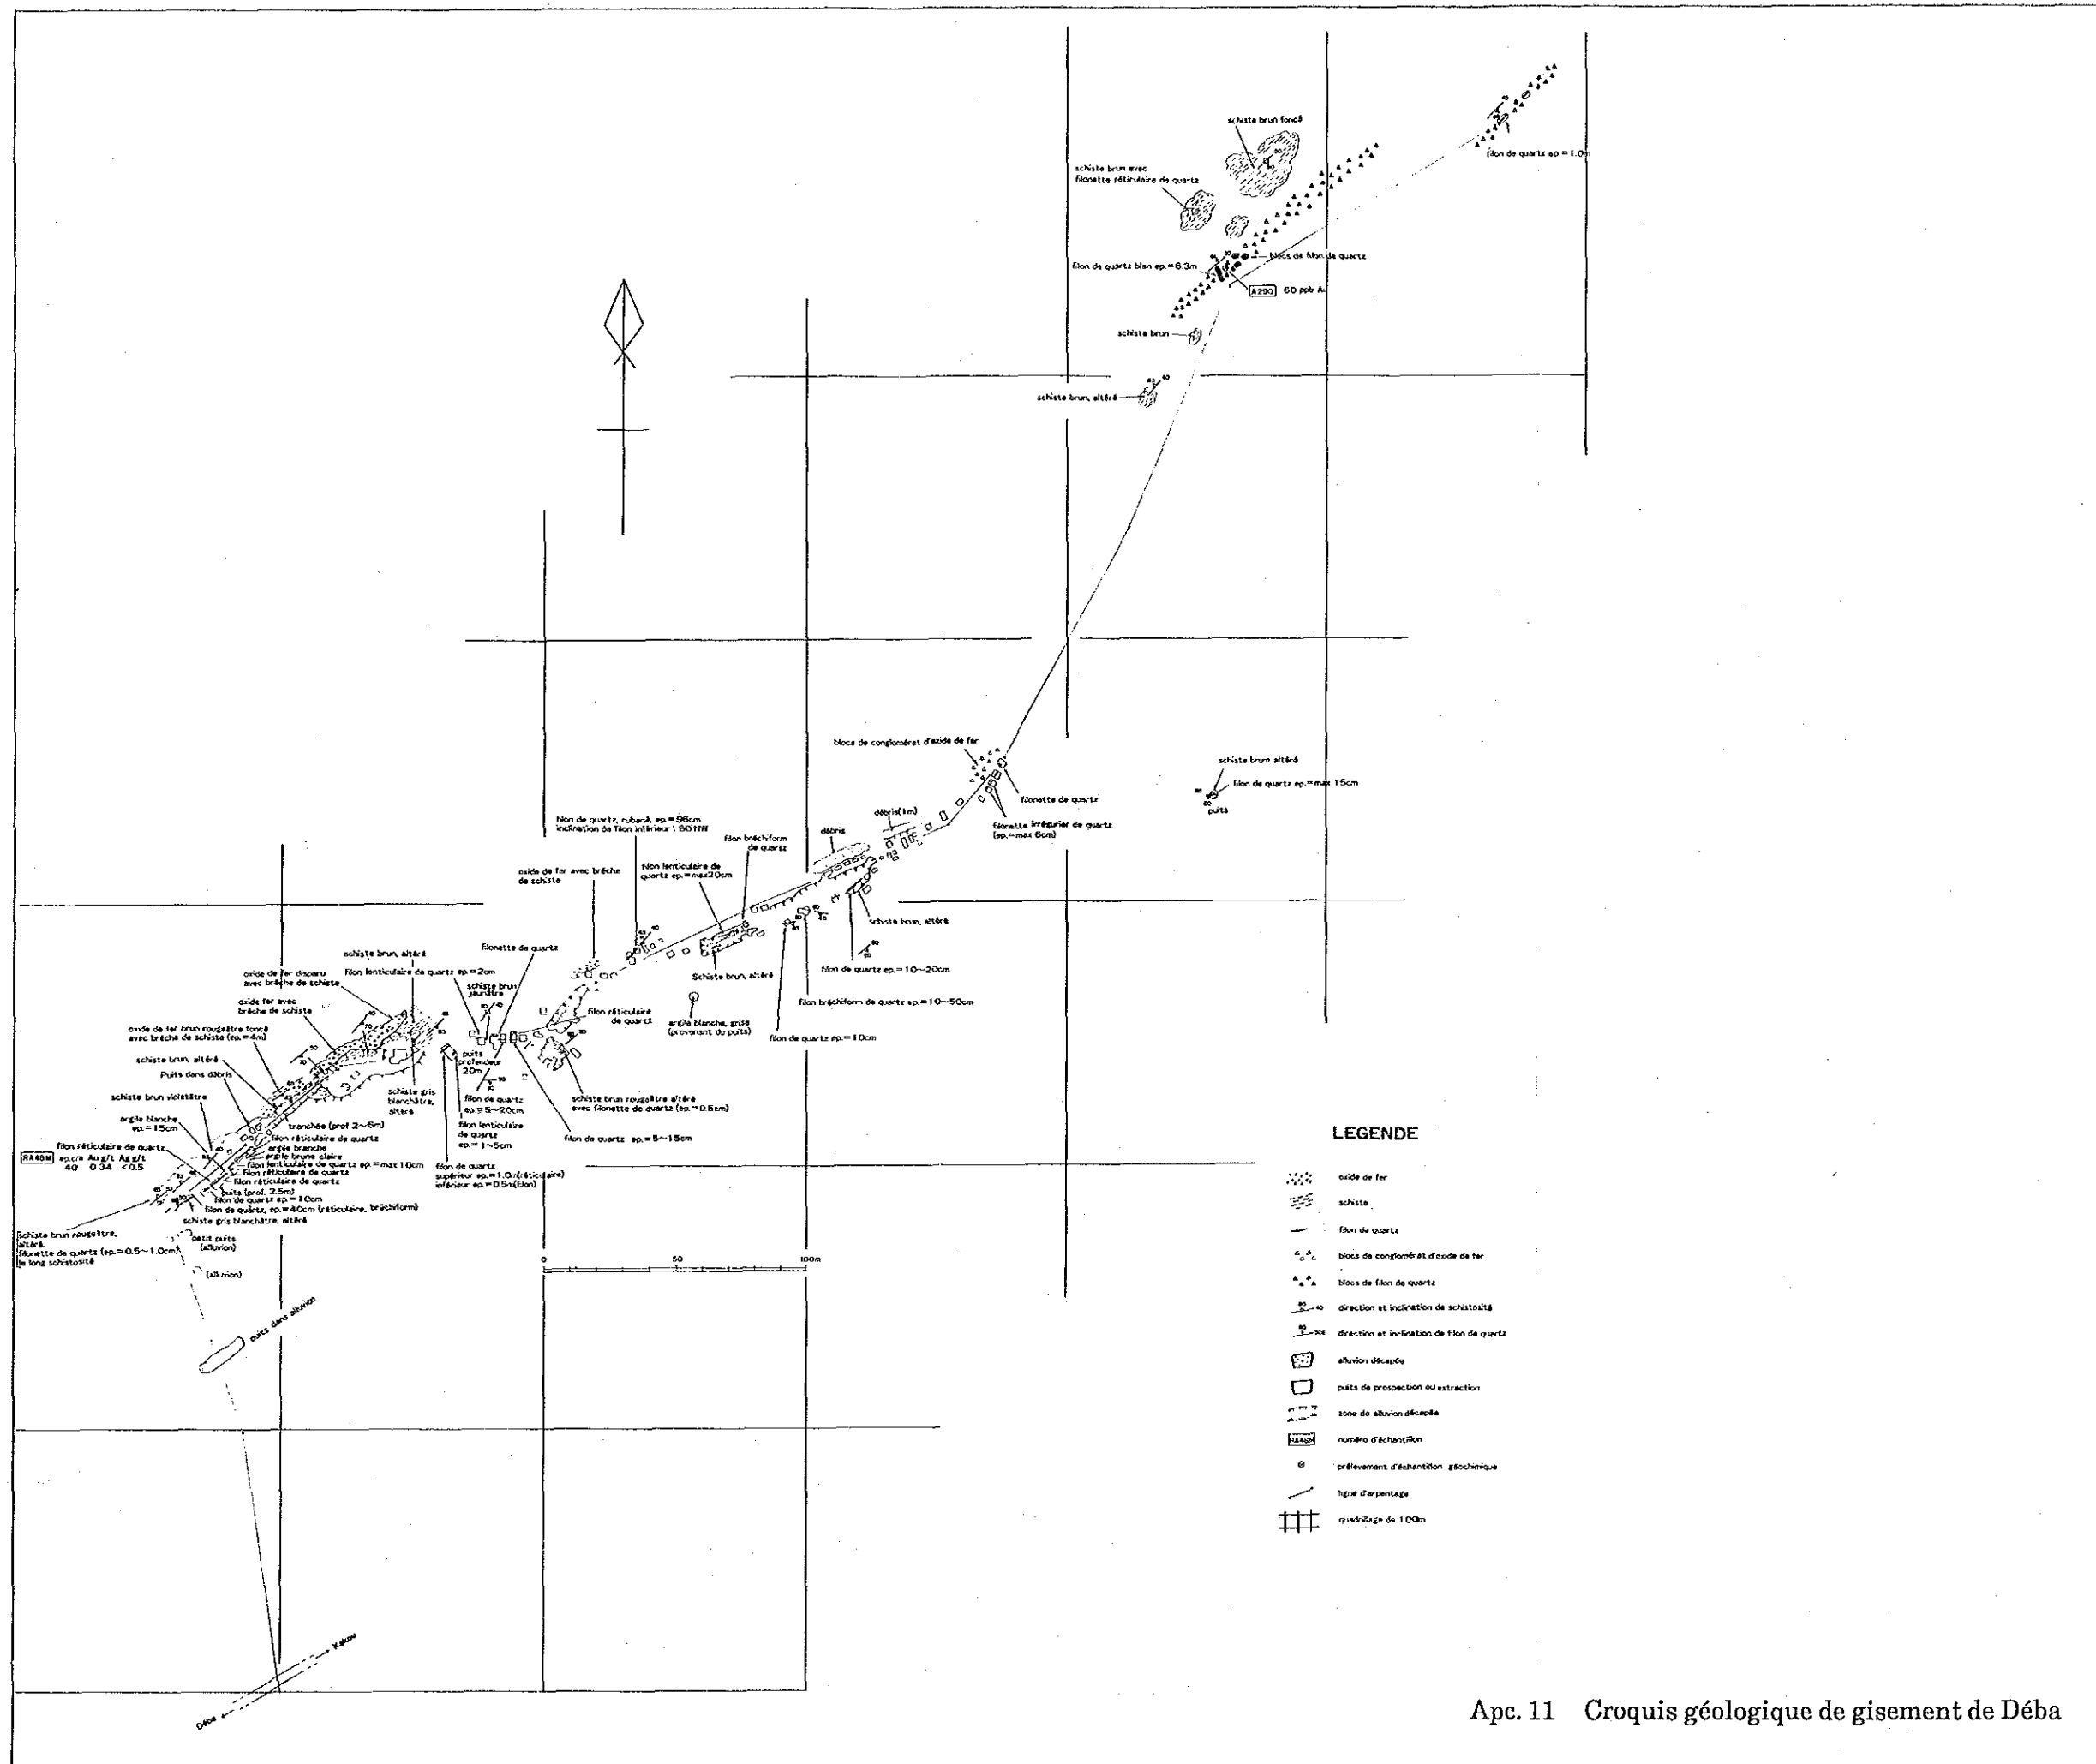 schiste brun foncé
schiste brun avec
filonette réticulaire de quartz
filon de quartz ep.=1.0m
filon de quartz blan ep.=6.3m
blocs de filon de quartz
A290 60 ppb A
schiste brun
schiste brun, altéré
blocs de conglomérat d'oxide de fer
schiste brun altéré
filon de quartz ep.=max 15cm
puits
filonette de quartz
filonette irrégurier de quartz
(ep.=max 6cm)
débris(1m)
débris
filon de quartz, rubané, ep.=96cm
inclination de filon intérieur : 80°NW
filon bréchiform
de quartz
filon lenticulaire de
quartz ep.=max20cm
oxide de fer avec brèche
de schiste
schiste brun, altéré
filon de quartz ep.=10~20cm
Schiste brun, altéré
filon bréchiform de quartz ep.=10~50cm
filon de quartz ep.=10cm
argile blanche, grise
(provenant du puits)
filonette de quartz
schiste brun, altéré
filon lenticulaire de quartz ep.=2cm
schiste brun
jaunâtre
oxide de fer disparu
avec brèche de schiste
oxide fer avec
brèche de schiste
oxide de fer brun rougeâtre foncé
avec brèche de schiste (ep.=4m)
schiste brun, altéré
Puits dans débris
schiste brun violatâtre
argile blanche
ep.=15cm
filon réticulaire de quartz
RA40M ep.cm Au g/t Ag g/t
40 0.34 <0.5
filon réticulaire
de quartz
puits
profendeur
20m
schiste gris
blanchâtre,
altéré
filon de quartz
ep.=5~20cm
filon lenticulaire
de quartz
ep.=1~5cm
schiste brun rougeâtre altéré
avec filonette de quartz (ep.=0.5cm)
filon de quartz ep.=5~15cm
filon de quartz
supérieur ep.=1.0m(réticulaire)
inférieur ep.=0.5m(filon)
tranchée (prof 2~6m)
filon réticulaire de quartz
argile branche
argile brune claire
filon lenticulaire de quartz ep.=max 10cm
filon réticulaire de quartz
filon réticulaire de quartz
puits (prof. 2.5m)
filon de quartz ep.=10cm
filon de quartz, ep.=40cm (réticulaire, bréchiform)
schiste gris blanchâtre, altéré
Schiste brun rougeâtre,
altéré.
filonette de quartz (ep.=0.5~1.0cm)
le long schistosité
petit puits
(alluvion)
(alluvion)
puits dans alluvion
0 50 100m
Kokou
Déba
LEGENDE
oxide de fer
schiste
filon de quartz
blocs de conglomérat d'oxide de fer
blocs de filon de quartz
direction et inclination de schistosité
direction et inclination de filon de quartz
alluvion décapée
puits de prospection ou extraction
zone de alluvion décapée
numéro d'échantillon
prélevement d'échantillon géochimique
ligne d'arpentage
quadrillage de 100m
Apc. 11 Croquis géologique de gisement de Déba